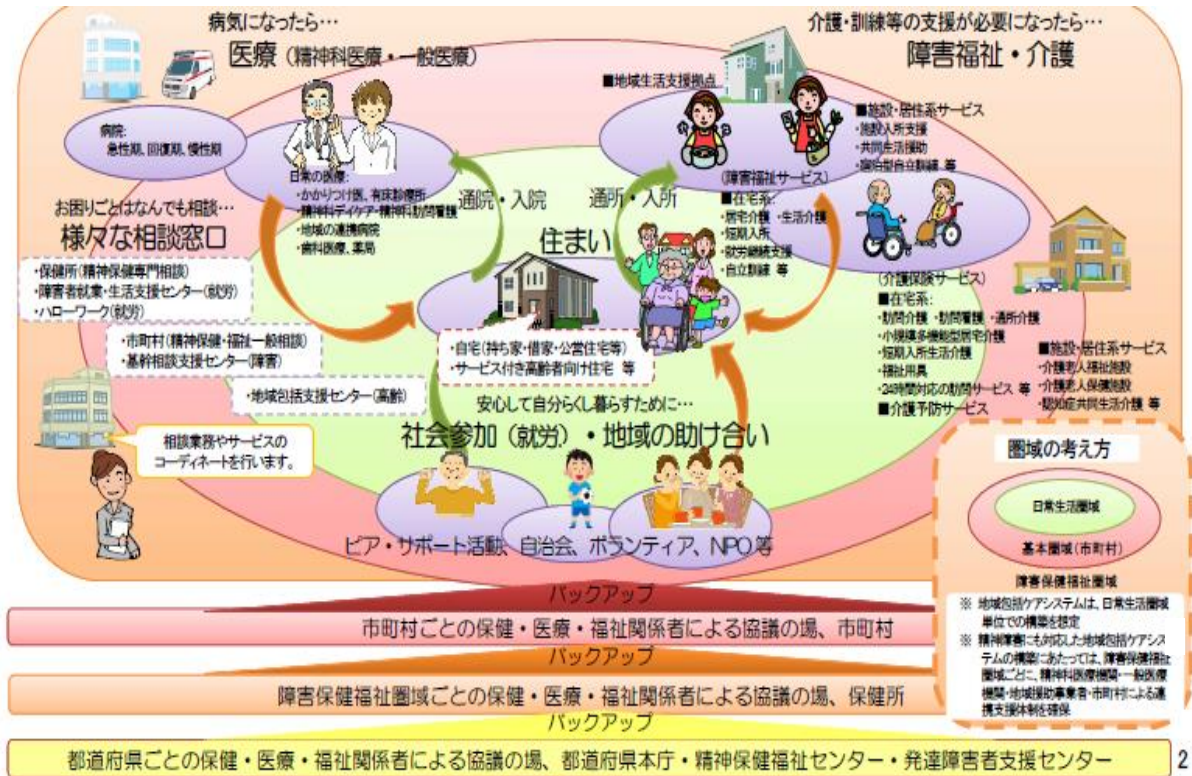 病気になったら…
医療（精神科医療・一般医療）
病院:
急性期、回復期、慢性期
日常の医療:
・かかりつけ医、有床診療所
・精神科デイケア・精神科訪問看護
・地域の連携病院
・歯科医療、薬局
通院・入院
介護・訓練等の支援が必要になったら…
障害福祉・介護
■地域生活支援拠点
■施設・居住系サービス
・施設入所支援
・共同生活援助
・宿泊型自立訓練 等
(障害福祉サービス)
■在宅系:
・居宅介護 ・生活介護
・短期入所
・就労継続支援
・自立訓練 等
通所・入所
(介護保険サービス)
■在宅系:
・訪問介護 ・訪問看護 ・通所介護
・小規模多機能型居宅介護
・短期入所生活介護
・福祉用具
・24時間対応の訪問サービス 等
■介護予防サービス
■施設・居住系サービス
・介護老人福祉施設
・介護老人保健施設
・認知症共同生活介護 等
お困りごとはなんでも相談…
様々な相談窓口
・保健所(精神保健専門相談)
・障害者就業・生活支援センター(就労)
・ハローワーク(就労)
・市町村(精神保健・福祉一般相談)
・基幹相談支援センター(障害)
・地域包括支援センター(高齢)
相談業務やサービスの
コーディネートを行います。
住まい
・自宅(持ち家・借家・公営住宅等)
・サービス付き高齢者向け住宅 等
安心して自分らしく暮らすために…
社会参加（就労）・地域の助け合い
ピア・サポート活動、自治会、ボランティア、NPO等
圏域の考え方
日常生活圏域
基本圏域(市町村)
障害保健福祉圏域
※ 地域包括ケアシステムは、日常生活圏域
単位での構築を想定
※ 精神障害にも対応した地域包括ケアシス
テムの構築にあたっては、障害保健福祉
圏域ごとに、精神科医療機関・一般医療
機関・地域援助事業者・市町村による連
携支援体制を確保
バックアップ
市町村ごとの保健・医療・福祉関係者による協議の場、市町村
バックアップ
障害保健福祉圏域ごとの保健・医療・福祉関係者による協議の場、保健所
バックアップ
都道府県ごとの保健・医療・福祉関係者による協議の場、都道府県本庁・精神保健福祉センター・発達障害者支援センター
2